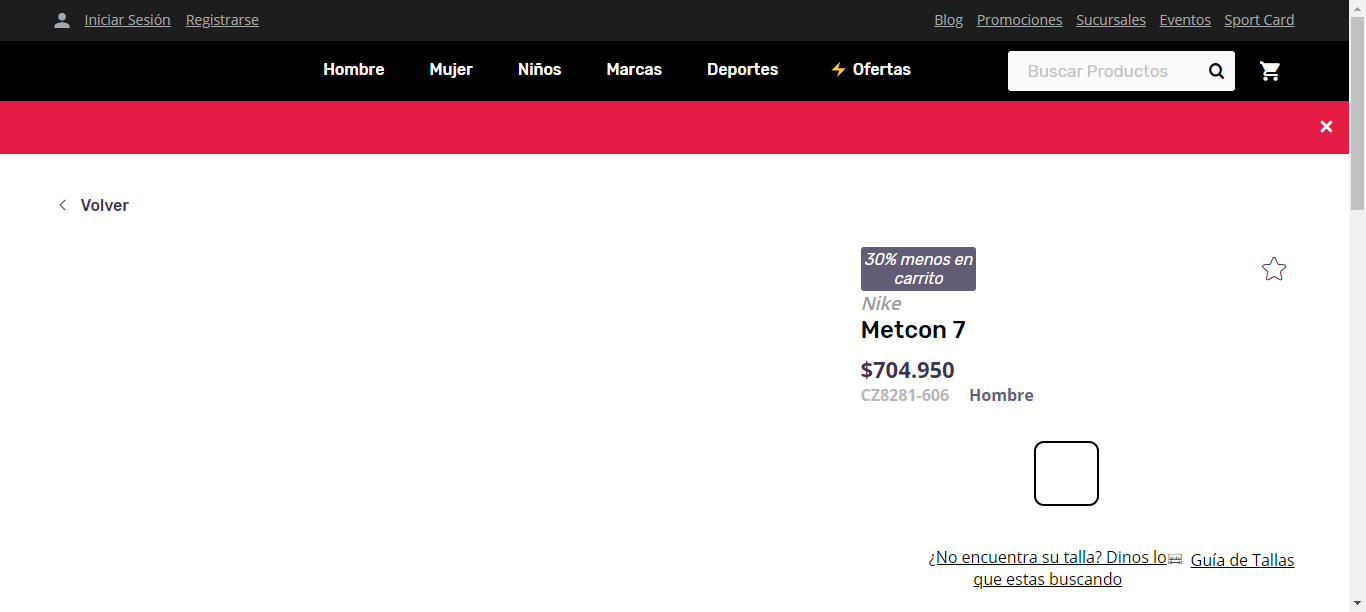 Iniciar Sesión Registrarse Blog Promociones Sucursales Eventos Sport Card
Hombre Mujer Niños Marcas Deportes ⚡ Ofertas Buscar Productos
Volver
30% menos en
carrito
Nike
Metcon 7
$704.950
CZ8281-606 Hombre
¿No encuentra su talla? Dinos lo Guía de Tallas
que estas buscando